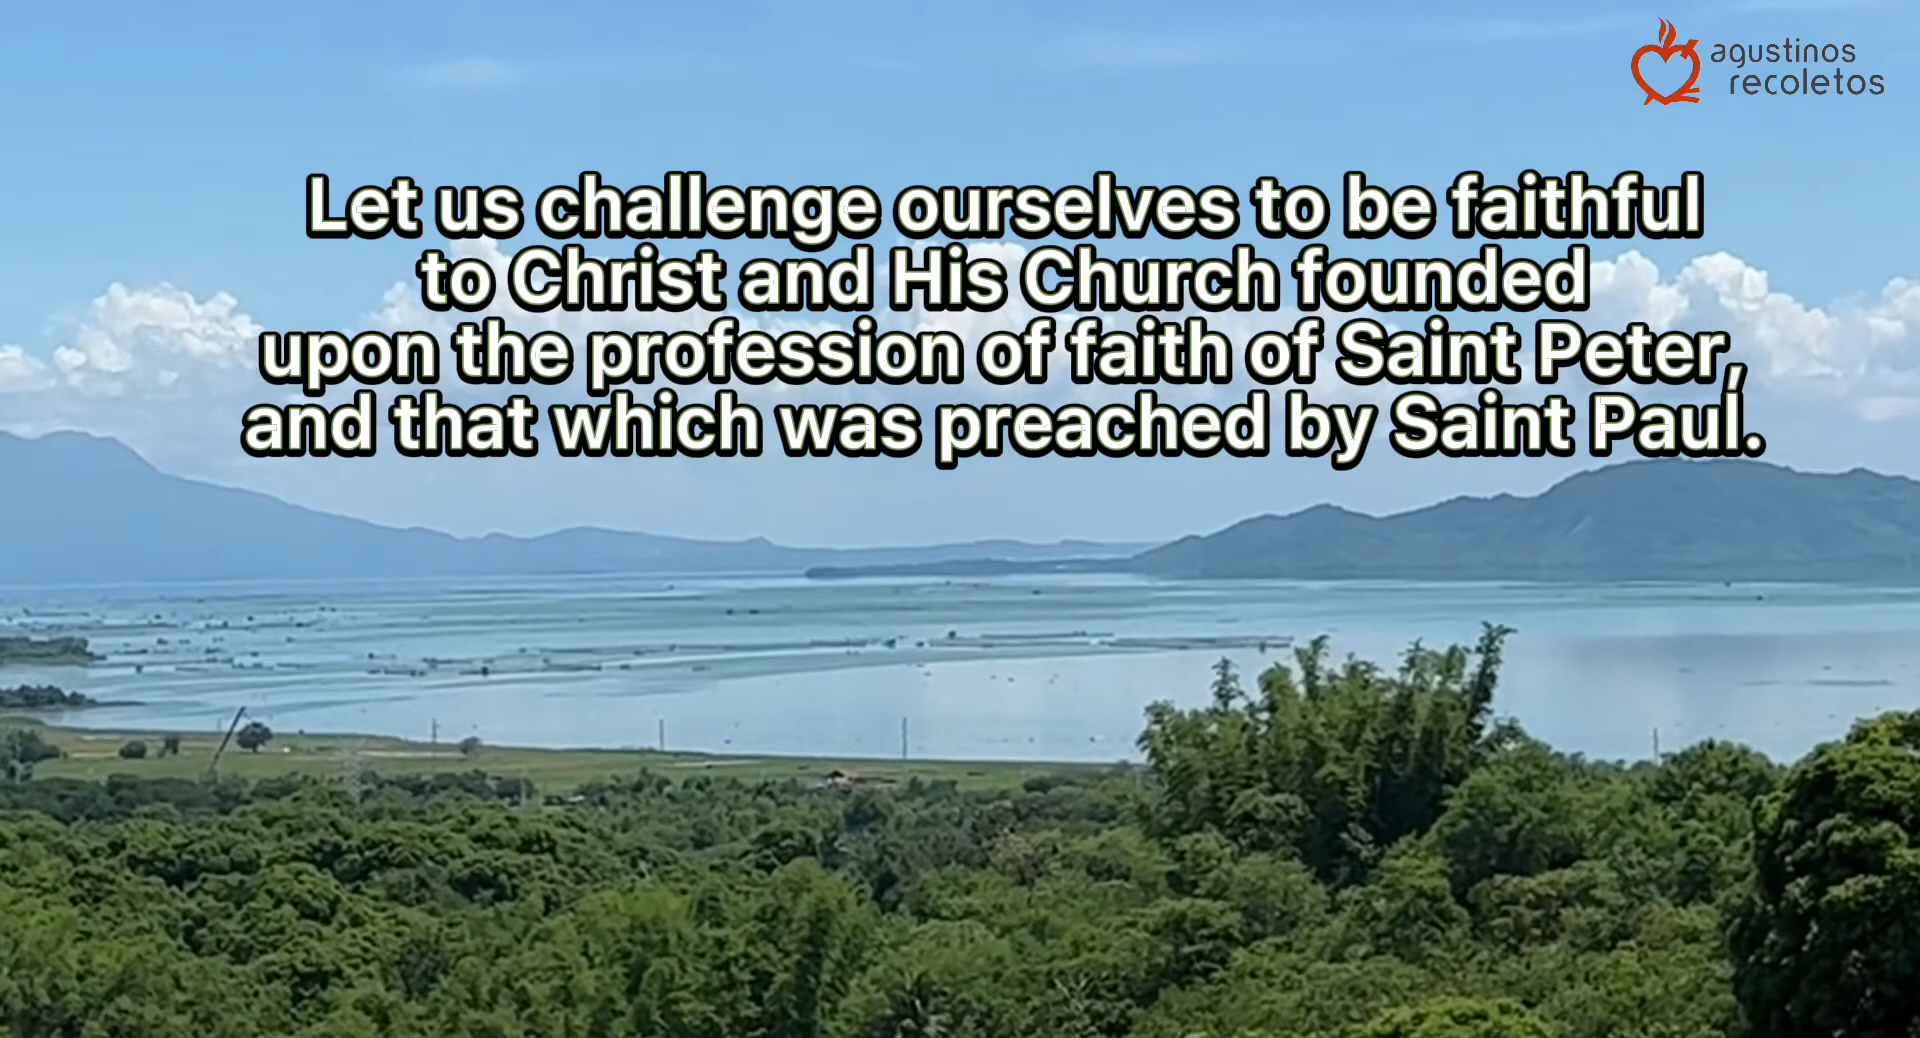 agustinos
recoletos
Let us challenge ourselves to be faithful
to Christ and His Church founded
upon the profession of faith of Saint Peter,
and that which was preached by Saint Paul.